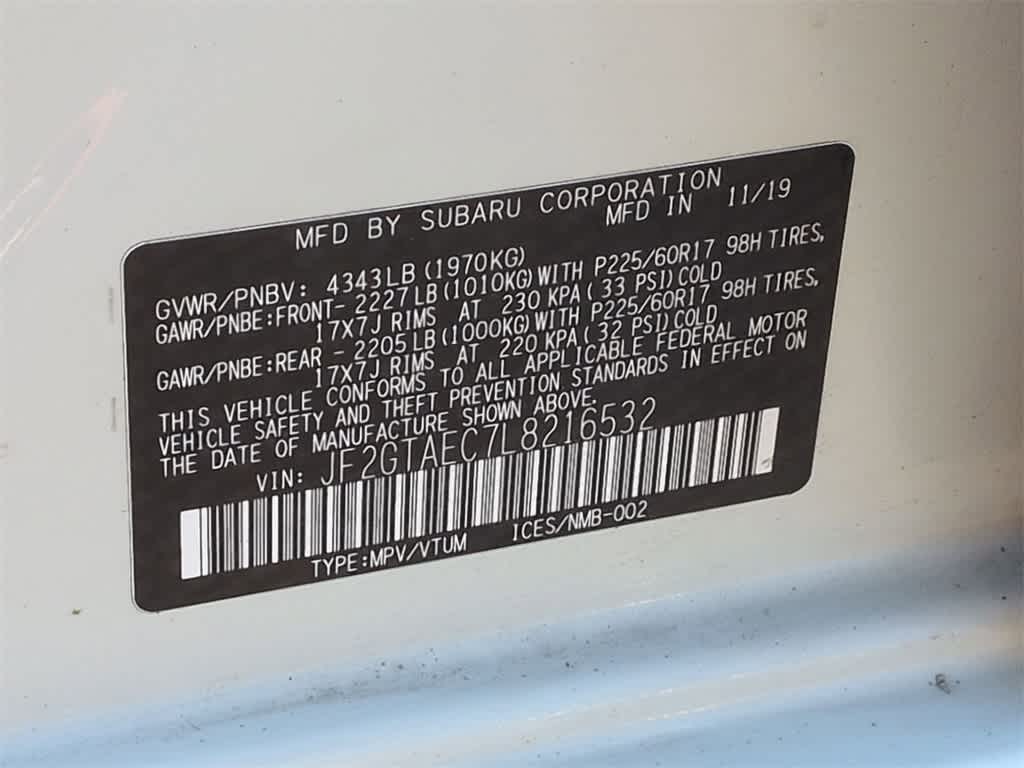 MFD BY SUBARU CORPORATION
MFD IN 11/19
GVWR/PNBV: 4343LB(1970KG)
GAWR/PNBE:FRONT- 2227LB(1010KG)WITH P225/60R17 98H TIRES,
17X7J RIMS AT 230 KPA(33 PSI)COLD
GAWR/PNBE:REAR - 2205LB(1000KG)WITH P225/60R17 98H TIRES,
17X7J RIMS AT 220 KPA(32 PSI)COLD
THIS VEHICLE CONFORMS TO ALL APPLICABLE FEDERAL MOTOR
VEHICLE SAFETY AND THEFT PREVENTION STANDARDS IN EFFECT ON
THE DATE OF MANUFACTURE SHOWN ABOVE.
VIN: JF2GTAEC7L8216532
TYPE:MPV/VTUM ICES/NMB-002